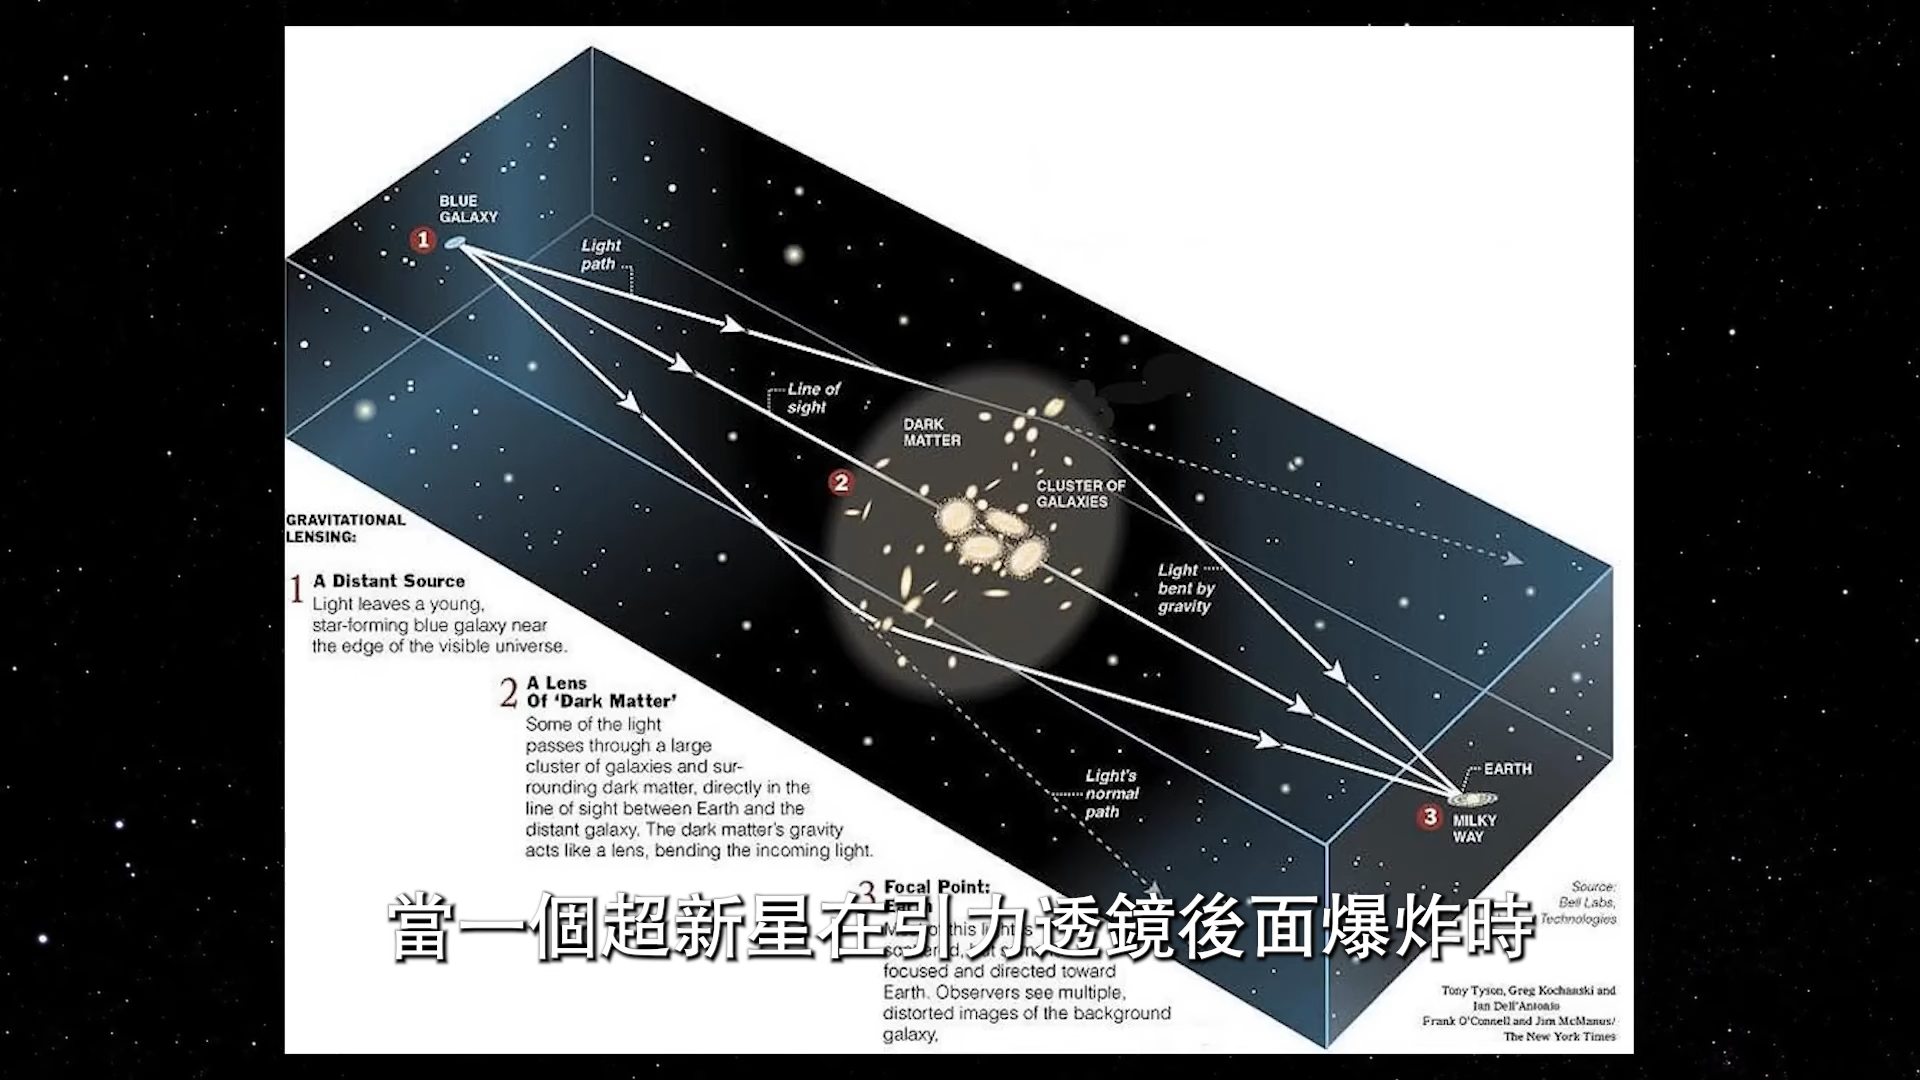 BLUE
GALAXY
1
Light
path
Line of
sight
DARK
MATTER
2
CLUSTER OF
GALAXIES
Light
bent by
gravity
Light's
normal
path
EARTH
3
MILKY
WAY
GRAVITATIONAL
LENSING:
1 A Distant Source
Light leaves a young,
star-forming blue galaxy near
the edge of the visible universe.
2 A Lens
Of ‘Dark Matter’
Some of the light
passes through a large
cluster of galaxies and sur-
rounding dark matter, directly in the
line of sight between Earth and the
distant galaxy. The dark matter's gravity
acts like a lens, bending the incoming light.
3 Focal Point:
Earth
this light
focused and directed toward
Earth. Observers see multiple,
distorted images of the background
galaxy,
當一個超新星在引力透鏡後面爆炸時
Source:
Bell Labs,
Technologies
Tony Tyson, Greg Kochanski and
Ian Dell'Antonio
Frank O'Connell and Jim McManus/
The New York Times